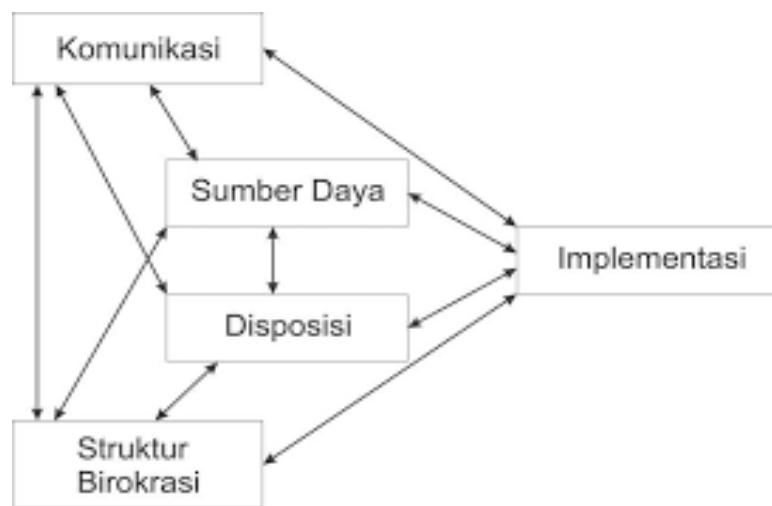 Komunikasi
Sumber Daya
Implementasi
Disposisi
Struktur
Birokrasi